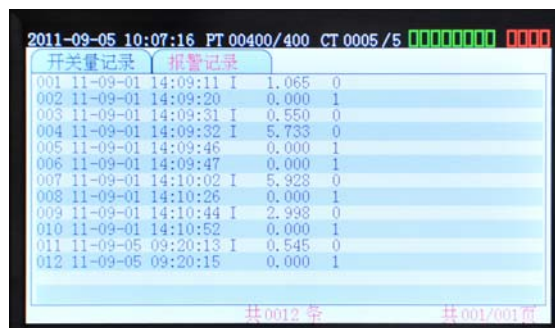 2011-09-05 10:07:16 PT 00400/400 CT 0005/5
开关量记录 报警记录
001 11-09-01 14:09:11 I 1.065 0
002 11-09-01 14:09:20 0.000 1
003 11-09-01 14:09:31 I 0.550 0
004 11-09-01 14:09:32 I 5.733 0
005 11-09-01 14:09:46 0.000 1
006 11-09-01 14:09:47 0.000 1
007 11-09-01 14:10:02 I 5.928 0
008 11-09-01 14:10:26 0.000 1
009 11-09-01 14:10:44 I 2.998 0
010 11-09-01 14:10:52 0.000 1
011 11-09-05 09:20:13 I 0.545 0
012 11-09-05 09:20:15 0.000 1
共0012 条 共001/001页